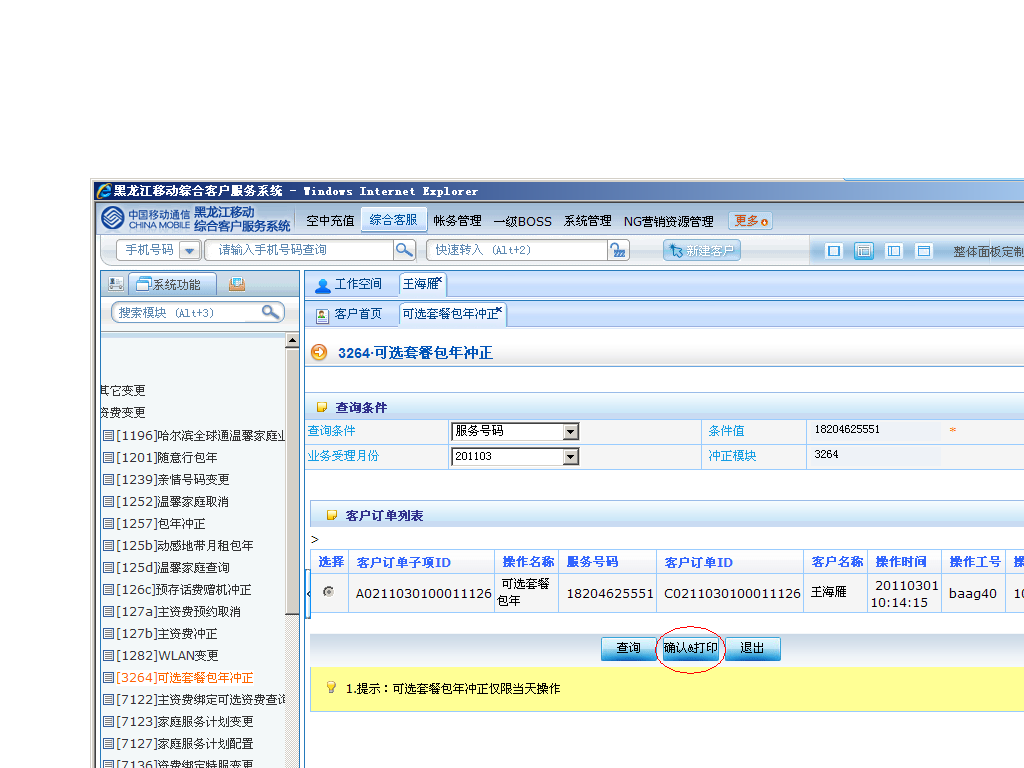 黑龙江移动综合客户服务系统 - Windows Internet Explorer
中国移动通信 CHINA MOBILE 黑龙江移动 综合客户服务系统
空中充值 综合客服 帐务管理 一级BOSS 系统管理 NG营销资源管理 更多
手机号码 请输入手机号码查询 快速转入 (Alt+2) 新建客户 整体面板定制
系统功能
搜索模块 (Alt+3)
其它变更
资费变更
[1196]哈尔滨全球通温馨家庭业
[1201]随意行包年
[1239]亲情号码变更
[1252]温馨家庭取消
[1257]包年冲正
[125b]动感地带月租包年
[125d]温馨家庭查询
[126c]预存话费赠机冲正
[127a]主资费预约取消
[127b]主资费冲正
[1282]WLAN变更
[3264]可选套餐包年冲正
[7122]主资费绑定可选资费查询
[7123]家庭服务计划变更
[7127]家庭服务计划配置
[7136]资费绑定特服变更
工作空间 王海雁
客户首页 可选套餐包年冲正
3264·可选套餐包年冲正
查询条件
查询条件 服务号码 条件值 18204625551 *
业务受理月份 201103 冲正模块 3264
客户订单列表
>
选择 客户订单子项ID 操作名称 服务号码 客户订单ID 客户名称 操作时间 操作工号 操
A0211030100011126 可选套餐包年 18204625551 C0211030100011126 王海雁 20110301 10:14:15 baag40 10
查询 确认&打印 退出
1.提示：可选套餐包年冲正仅限当天操作